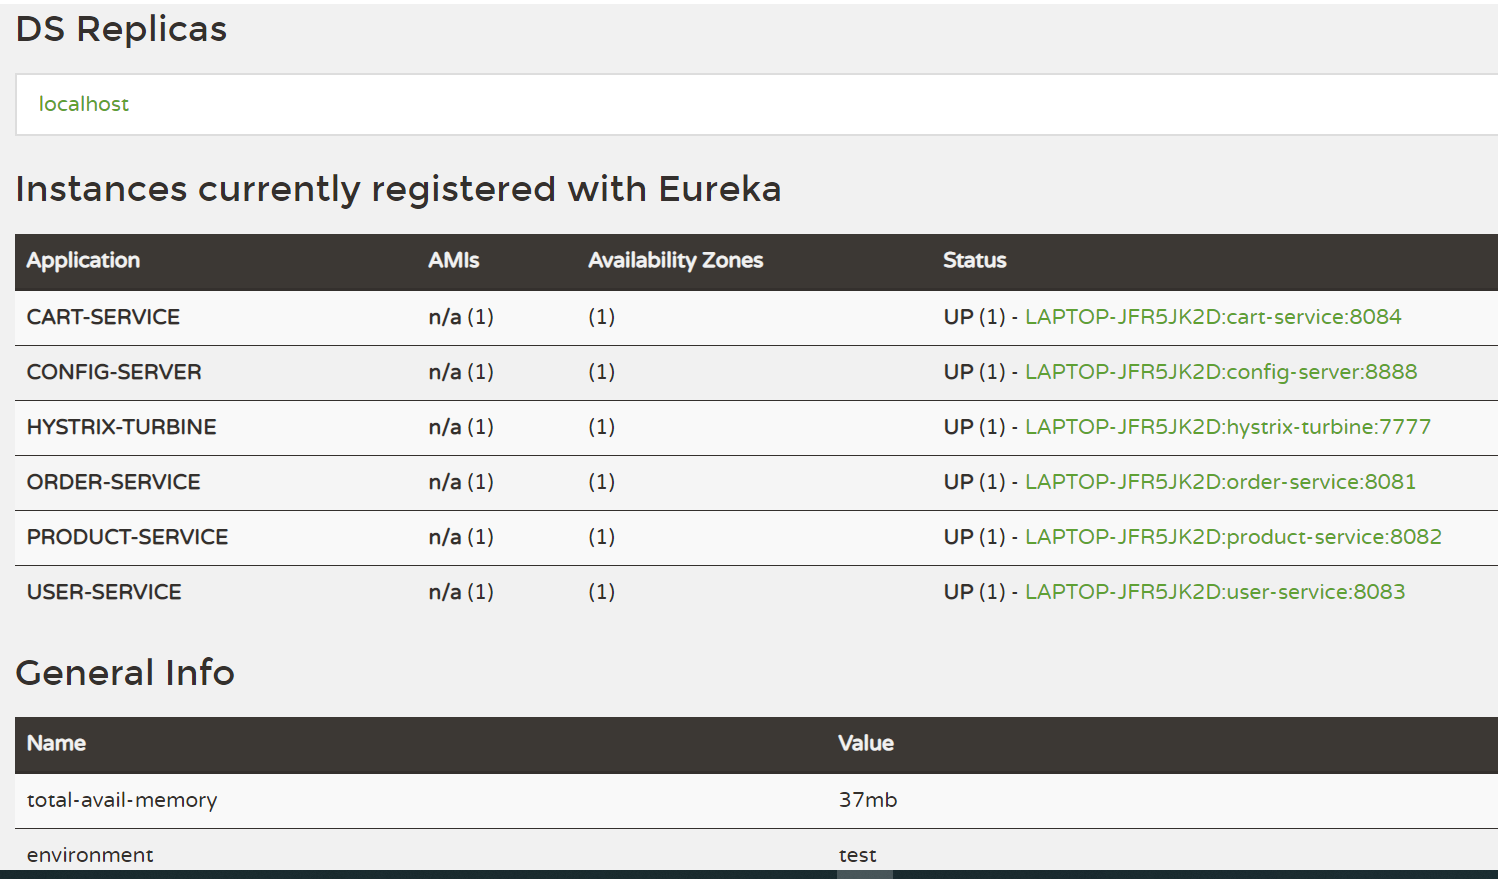 DS Replicas
localhost
Instances currently registered with Eureka
Application AMIs Availability Zones Status
CART-SERVICE n/a (1) (1) UP (1) - LAPTOP-JFR5JK2D:cart-service:8084
CONFIG-SERVER n/a (1) (1) UP (1) - LAPTOP-JFR5JK2D:config-server:8888
HYSTRIX-TURBINE n/a (1) (1) UP (1) - LAPTOP-JFR5JK2D:hystrix-turbine:7777
ORDER-SERVICE n/a (1) (1) UP (1) - LAPTOP-JFR5JK2D:order-service:8081
PRODUCT-SERVICE n/a (1) (1) UP (1) - LAPTOP-JFR5JK2D:product-service:8082
USER-SERVICE n/a (1) (1) UP (1) - LAPTOP-JFR5JK2D:user-service:8083
General Info
Name Value
total-avail-memory 37mb
environment test